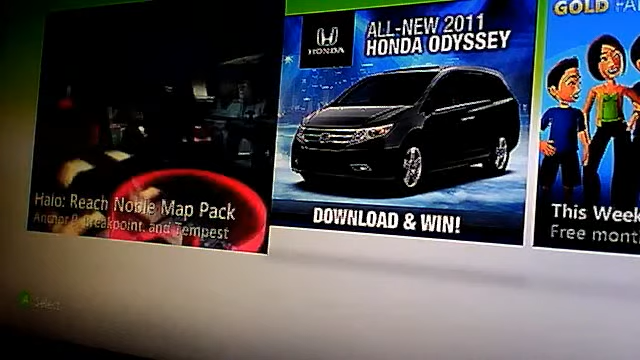 Halo: Reach Noble Map Pack
Anchor 9, Breakpoint, and Tempest
HONDA
ALL-NEW 2011
HONDA ODYSSEY
DOWNLOAD & WIN!
GOLD
This Week
Free mont
A Select